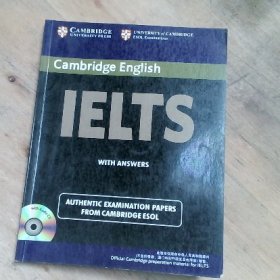 CAMBRIDGE
UNIVERSITY PRESS
UNIVERSITY of CAMBRIDGE
ESOL Examinations
Cambridge English
IELTS
WITH ANSWERS
AUTHENTIC EXAMINATION PAPERS
FROM CAMBRIDGE ESOL
Official Cambridge preparation material for IELTS